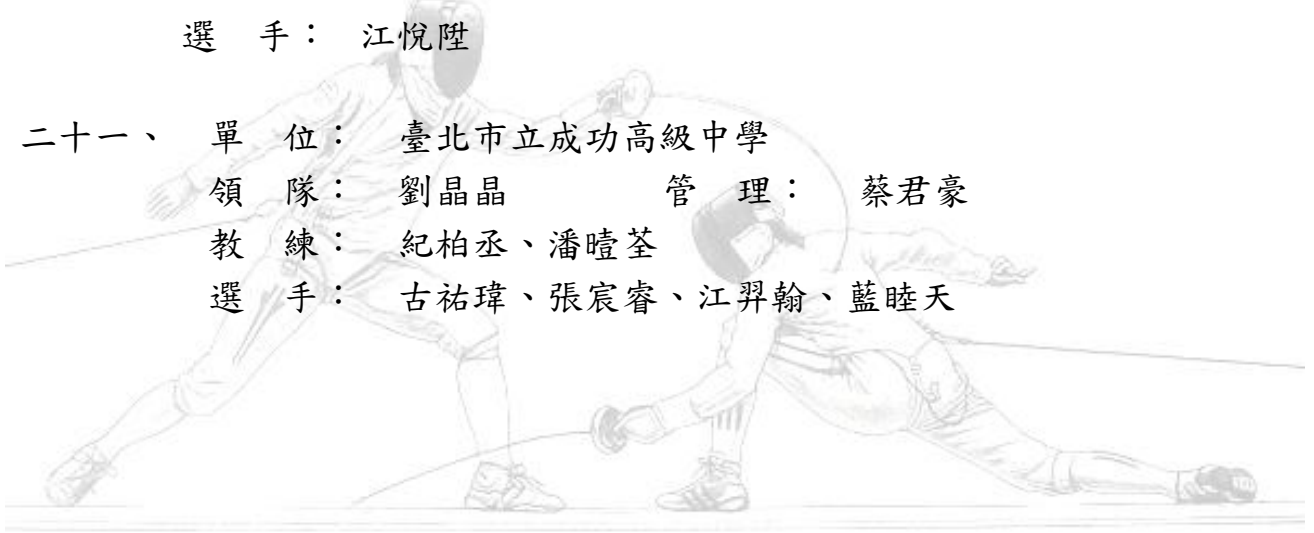 選 手： 江悅陞
二十一、 單 位： 臺北市立成功高級中學
領 隊： 劉晶晶 管 理： 蔡君豪
教 練： 紀柏丞、潘曀荃
選 手： 古祐瑋、張宸睿、江羿翰、藍睦天